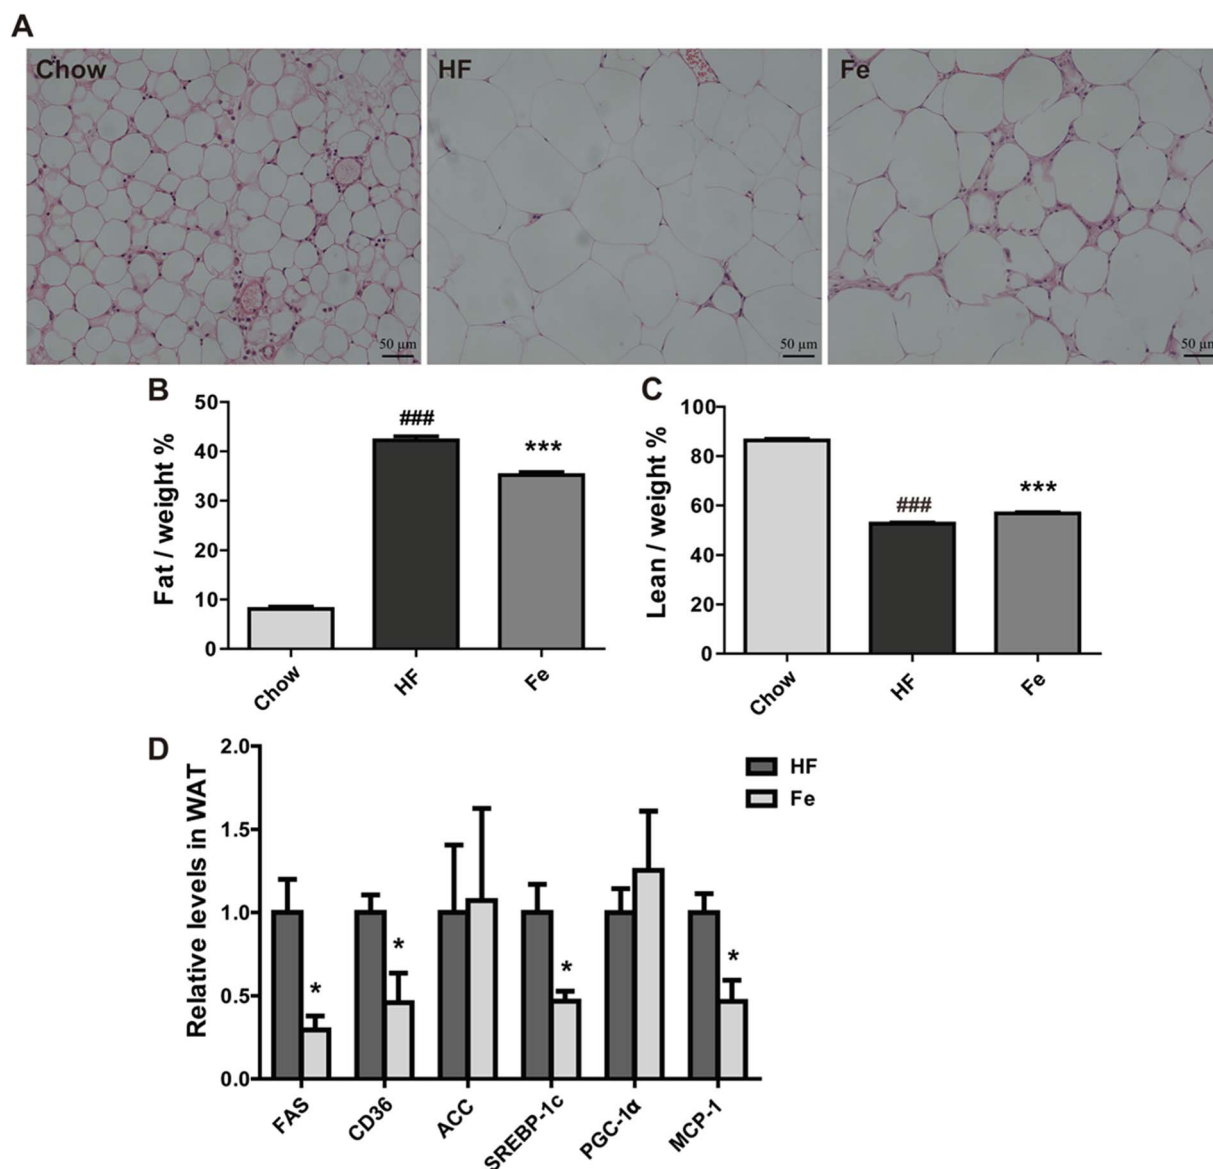 A
Chow
HF
Fe
50 µm
50 µm
50 µm
B
Fat / weight %
50
40
30
20
10
0
###
***
Chow
HF
Fe
C
Lean / weight %
100
80
60
40
20
0
###
***
Chow
HF
Fe
D
Relative levels in WAT
2.0
1.5
1.0
0.5
0.0
HF
Fe
*
*
*
*
FAS
CD36
ACC
SREBP-1c
PGC-1α
MCP-1